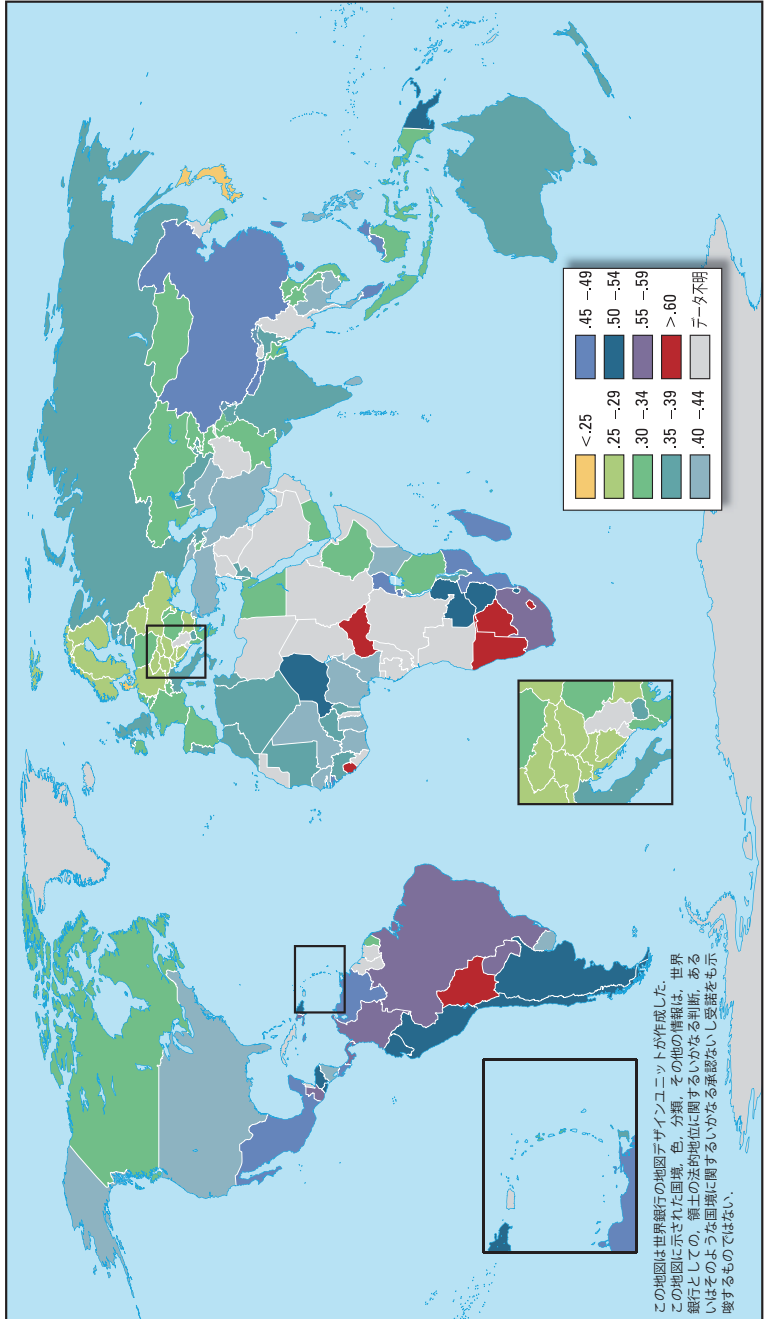 <.25
.25 –.29
.30 –.34
.35 –.39
.40 –.44
.45 –.49
.50 –.54
.55 –.59
>.60
データ不明
この地図は世界銀行の地図デザインユニットが作成した.
この地図に示された国境，色，分類，その他の情報は，世界
銀行としての，領土の法的地位に関するいかなる判断，ある
いはそのような国境に関するいかなる承認ないし受諾をも示
唆するものではない.